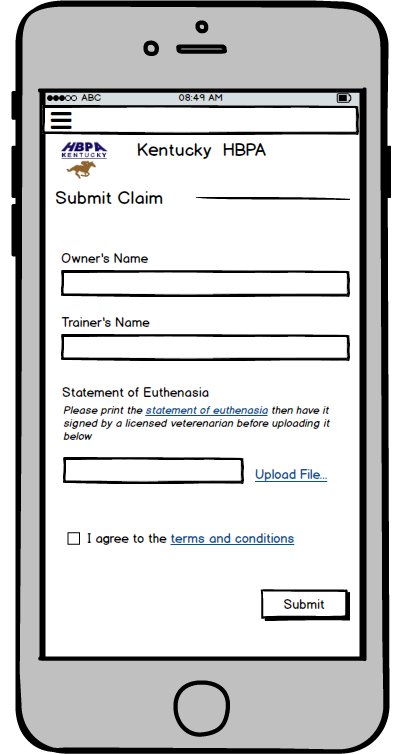 ABC 08:49 AM
HBPA
KENTUCKY
Kentucky HBPA
Submit Claim
Owner's Name
Trainer's Name
Statement of Euthenasia
Please print the statement of euthenasia then have it
signed by a licensed veterenarian before uploading it
below
Upload File...
I agree to the terms and conditions
Submit